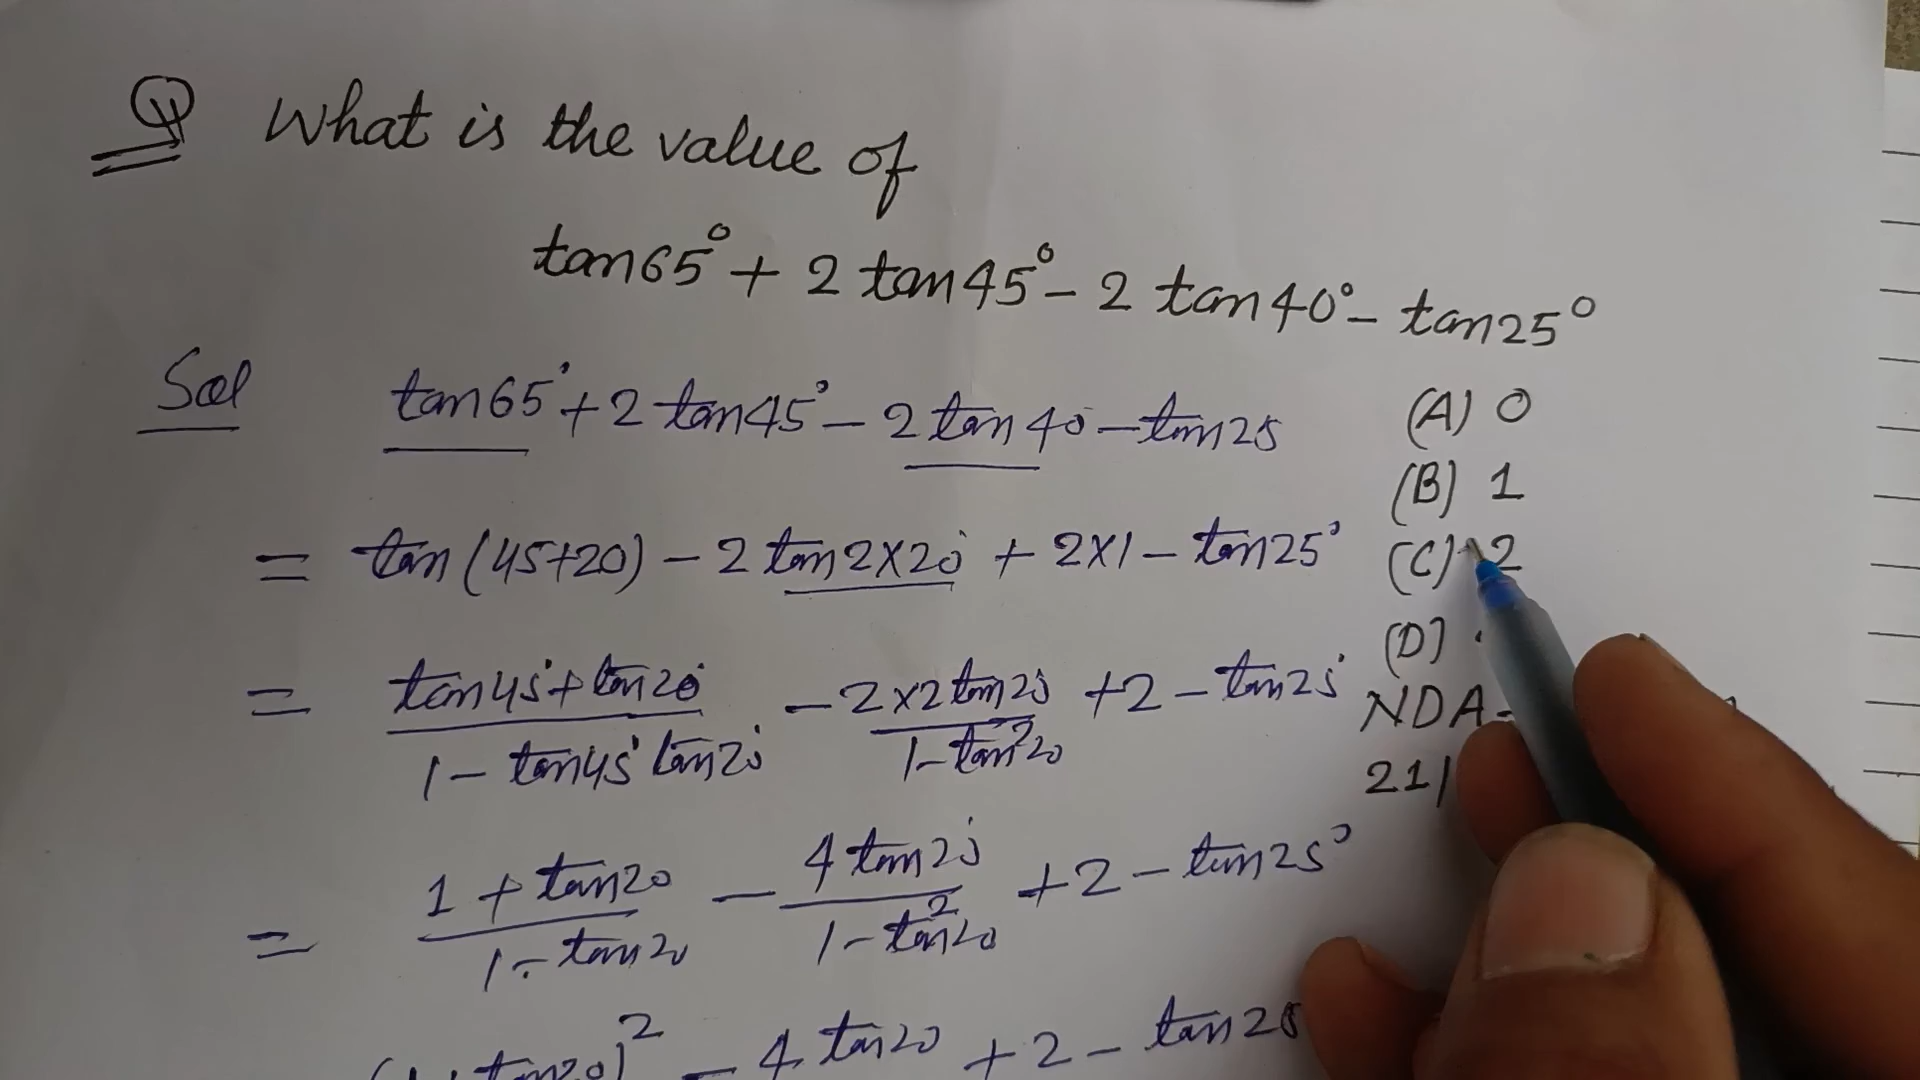 Q What is the value of
tan65° + 2 tan45° - 2 tan40° - tan25°
Sol tan65° + 2 tan45° - 2 tan40 - tan25
(A) 0
(B) 1
(C) 2
(D)
NDA-
21/
= tan(45+20) - 2 tan2×20 + 2×1 - tan25°
= tan45°+tan20° / 1 - tan45° tan20° - 2×2 tan20 / 1-tan²20 + 2 - tan25°
= 1 + tan20 / 1 - tan20 - 4 tan20 / 1-tan²20 + 2 - tan25°
tan20)² - 4 tan20 + 2 - tan25